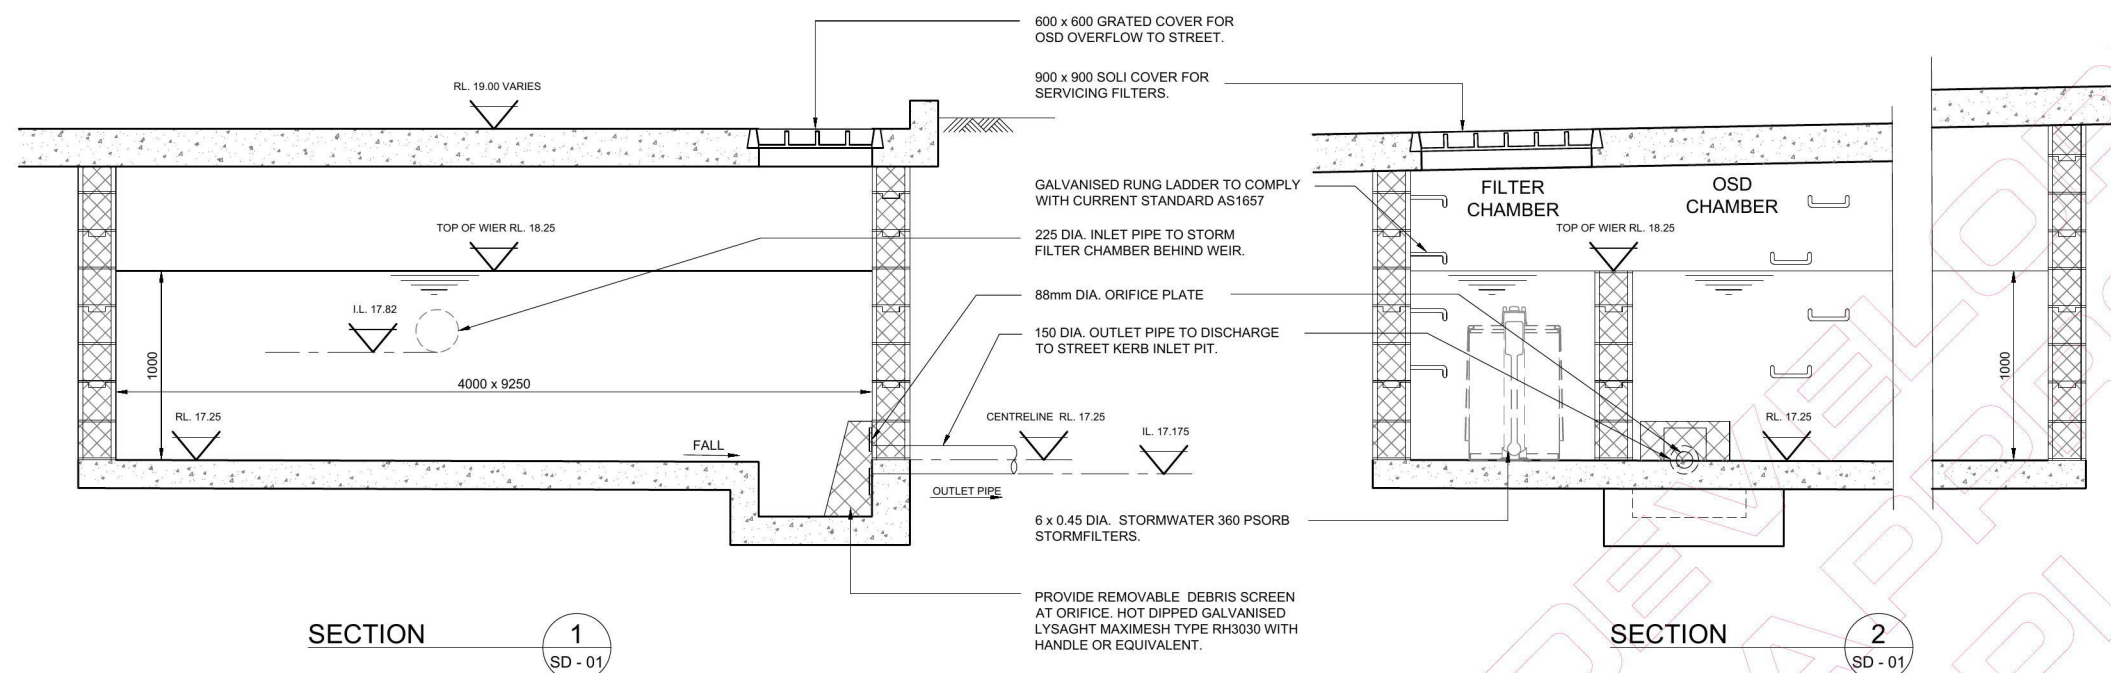 600 x 600 GRATED COVER FOR
OSD OVERFLOW TO STREET.
900 x 900 SOLI COVER FOR
SERVICING FILTERS.
RL. 19.00 VARIES
GALVANISED RUNG LADDER TO COMPLY
WITH CURRENT STANDARD AS1657
FILTER
CHAMBER
OSD
CHAMBER
TOP OF WIER RL. 18.25
225 DIA. INLET PIPE TO STORM
FILTER CHAMBER BEHIND WEIR.
TOP OF WIER RL. 18.25
88mm DIA. ORIFICE PLATE
I.L. 17.82
150 DIA. OUTLET PIPE TO DISCHARGE
TO STREET KERB INLET PIT.
1000
4000 x 9250
1000
RL. 17.25
CENTRELINE RL. 17.25
IL. 17.175
RL. 17.25
FALL
OUTLET PIPE
6 x 0.45 DIA. STORMWATER 360 PSORB
STORMFILTERS.
PROVIDE REMOVABLE DEBRIS SCREEN
AT ORIFICE. HOT DIPPED GALVANISED
LYSAGHT MAXIMESH TYPE RH3030 WITH
HANDLE OR EQUIVALENT.
SECTION
1
SD - 01
SECTION
2
SD - 01